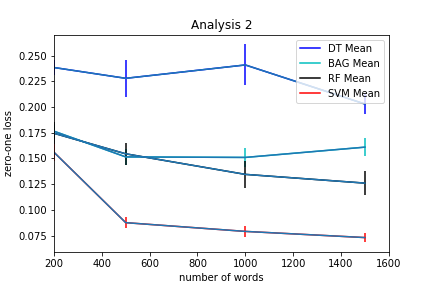 Analysis 2
zero-one loss
0.250
0.225
0.200
0.175
0.150
0.125
0.100
0.075
DT Mean
BAG Mean
RF Mean
SVM Mean
200 400 600 800 1000 1200 1400 1600
number of words